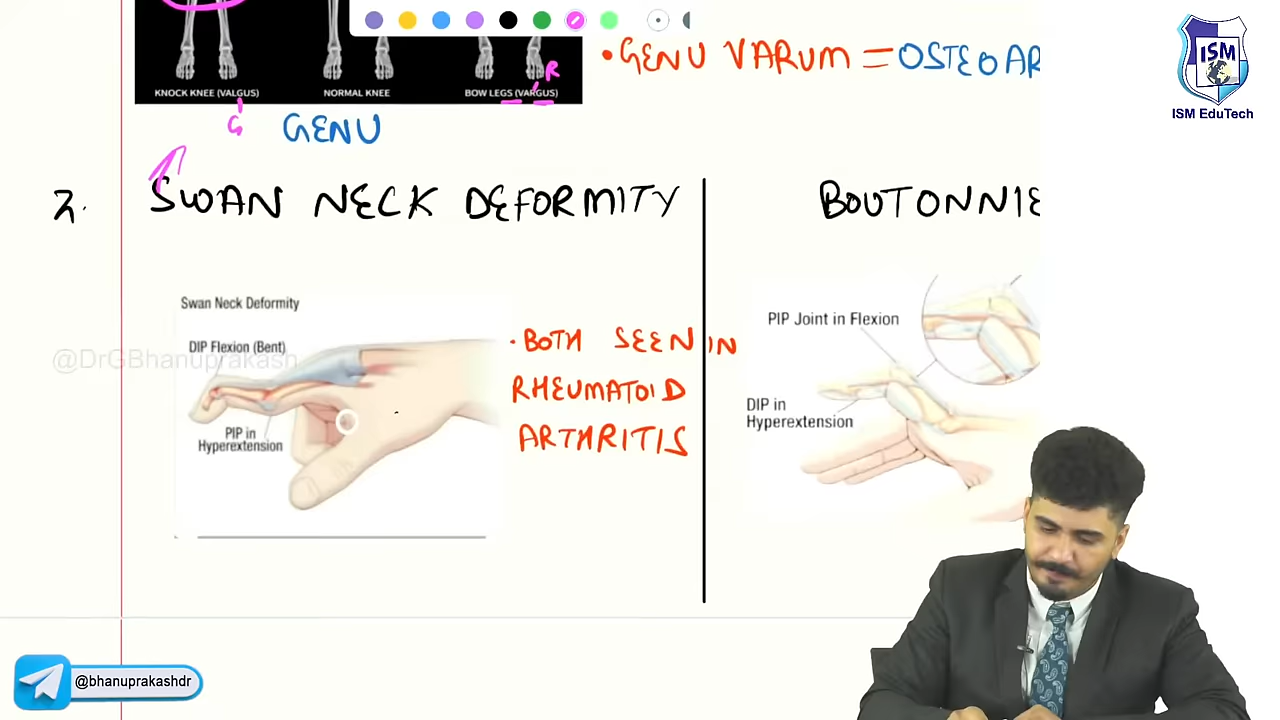 KNOCK KNEE (VALGUS)
NORMAL KNEE
BOW LEGS (VARGUS)
R
G
GENU
• GENU VARUM = OSTEOAR
ISM
ISM EduTech
2. SWAN NECK DEFORMITY
BOUTONNIE
Swan Neck Deformity
DIP Flexion (Bent)
@DrGBhanuprakash
PIP in
Hyperextension
• BOTH SEEN IN
RHEUMATOID
ARTHRITIS
PIP Joint in Flexion
DIP in
Hyperextension
@bhanuprakashdr